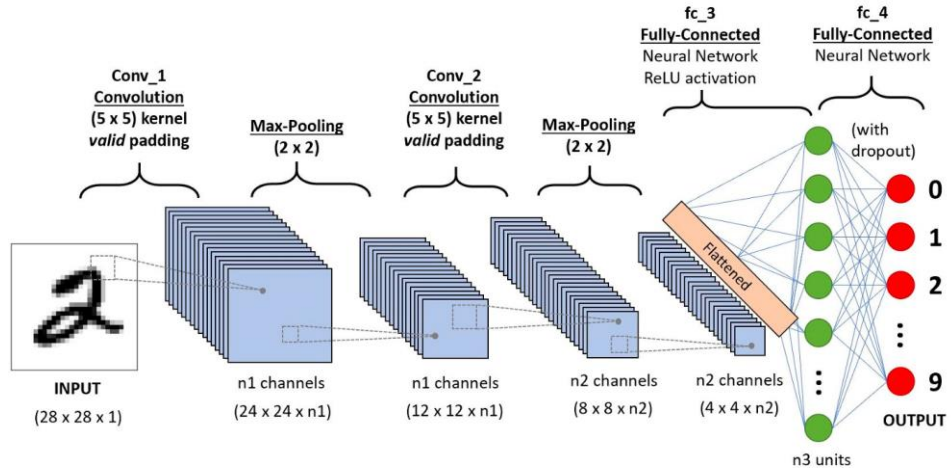 fc_3
Fully-Connected
Neural Network
ReLU activation
fc_4
Fully-Connected
Neural Network
Conv_1
Convolution
(5 x 5) kernel
valid padding
Max-Pooling
(2 x 2)
Conv_2
Convolution
(5 x 5) kernel
valid padding
Max-Pooling
(2 x 2)
(with
dropout)
INPUT
(28 x 28 x 1)
n1 channels
(24 x 24 x n1)
n1 channels
(12 x 12 x n1)
n2 channels
(8 x 8 x n2)
n2 channels
(4 x 4 x n2)
Flattened
n3 units
0
1
2
9
OUTPUT
2